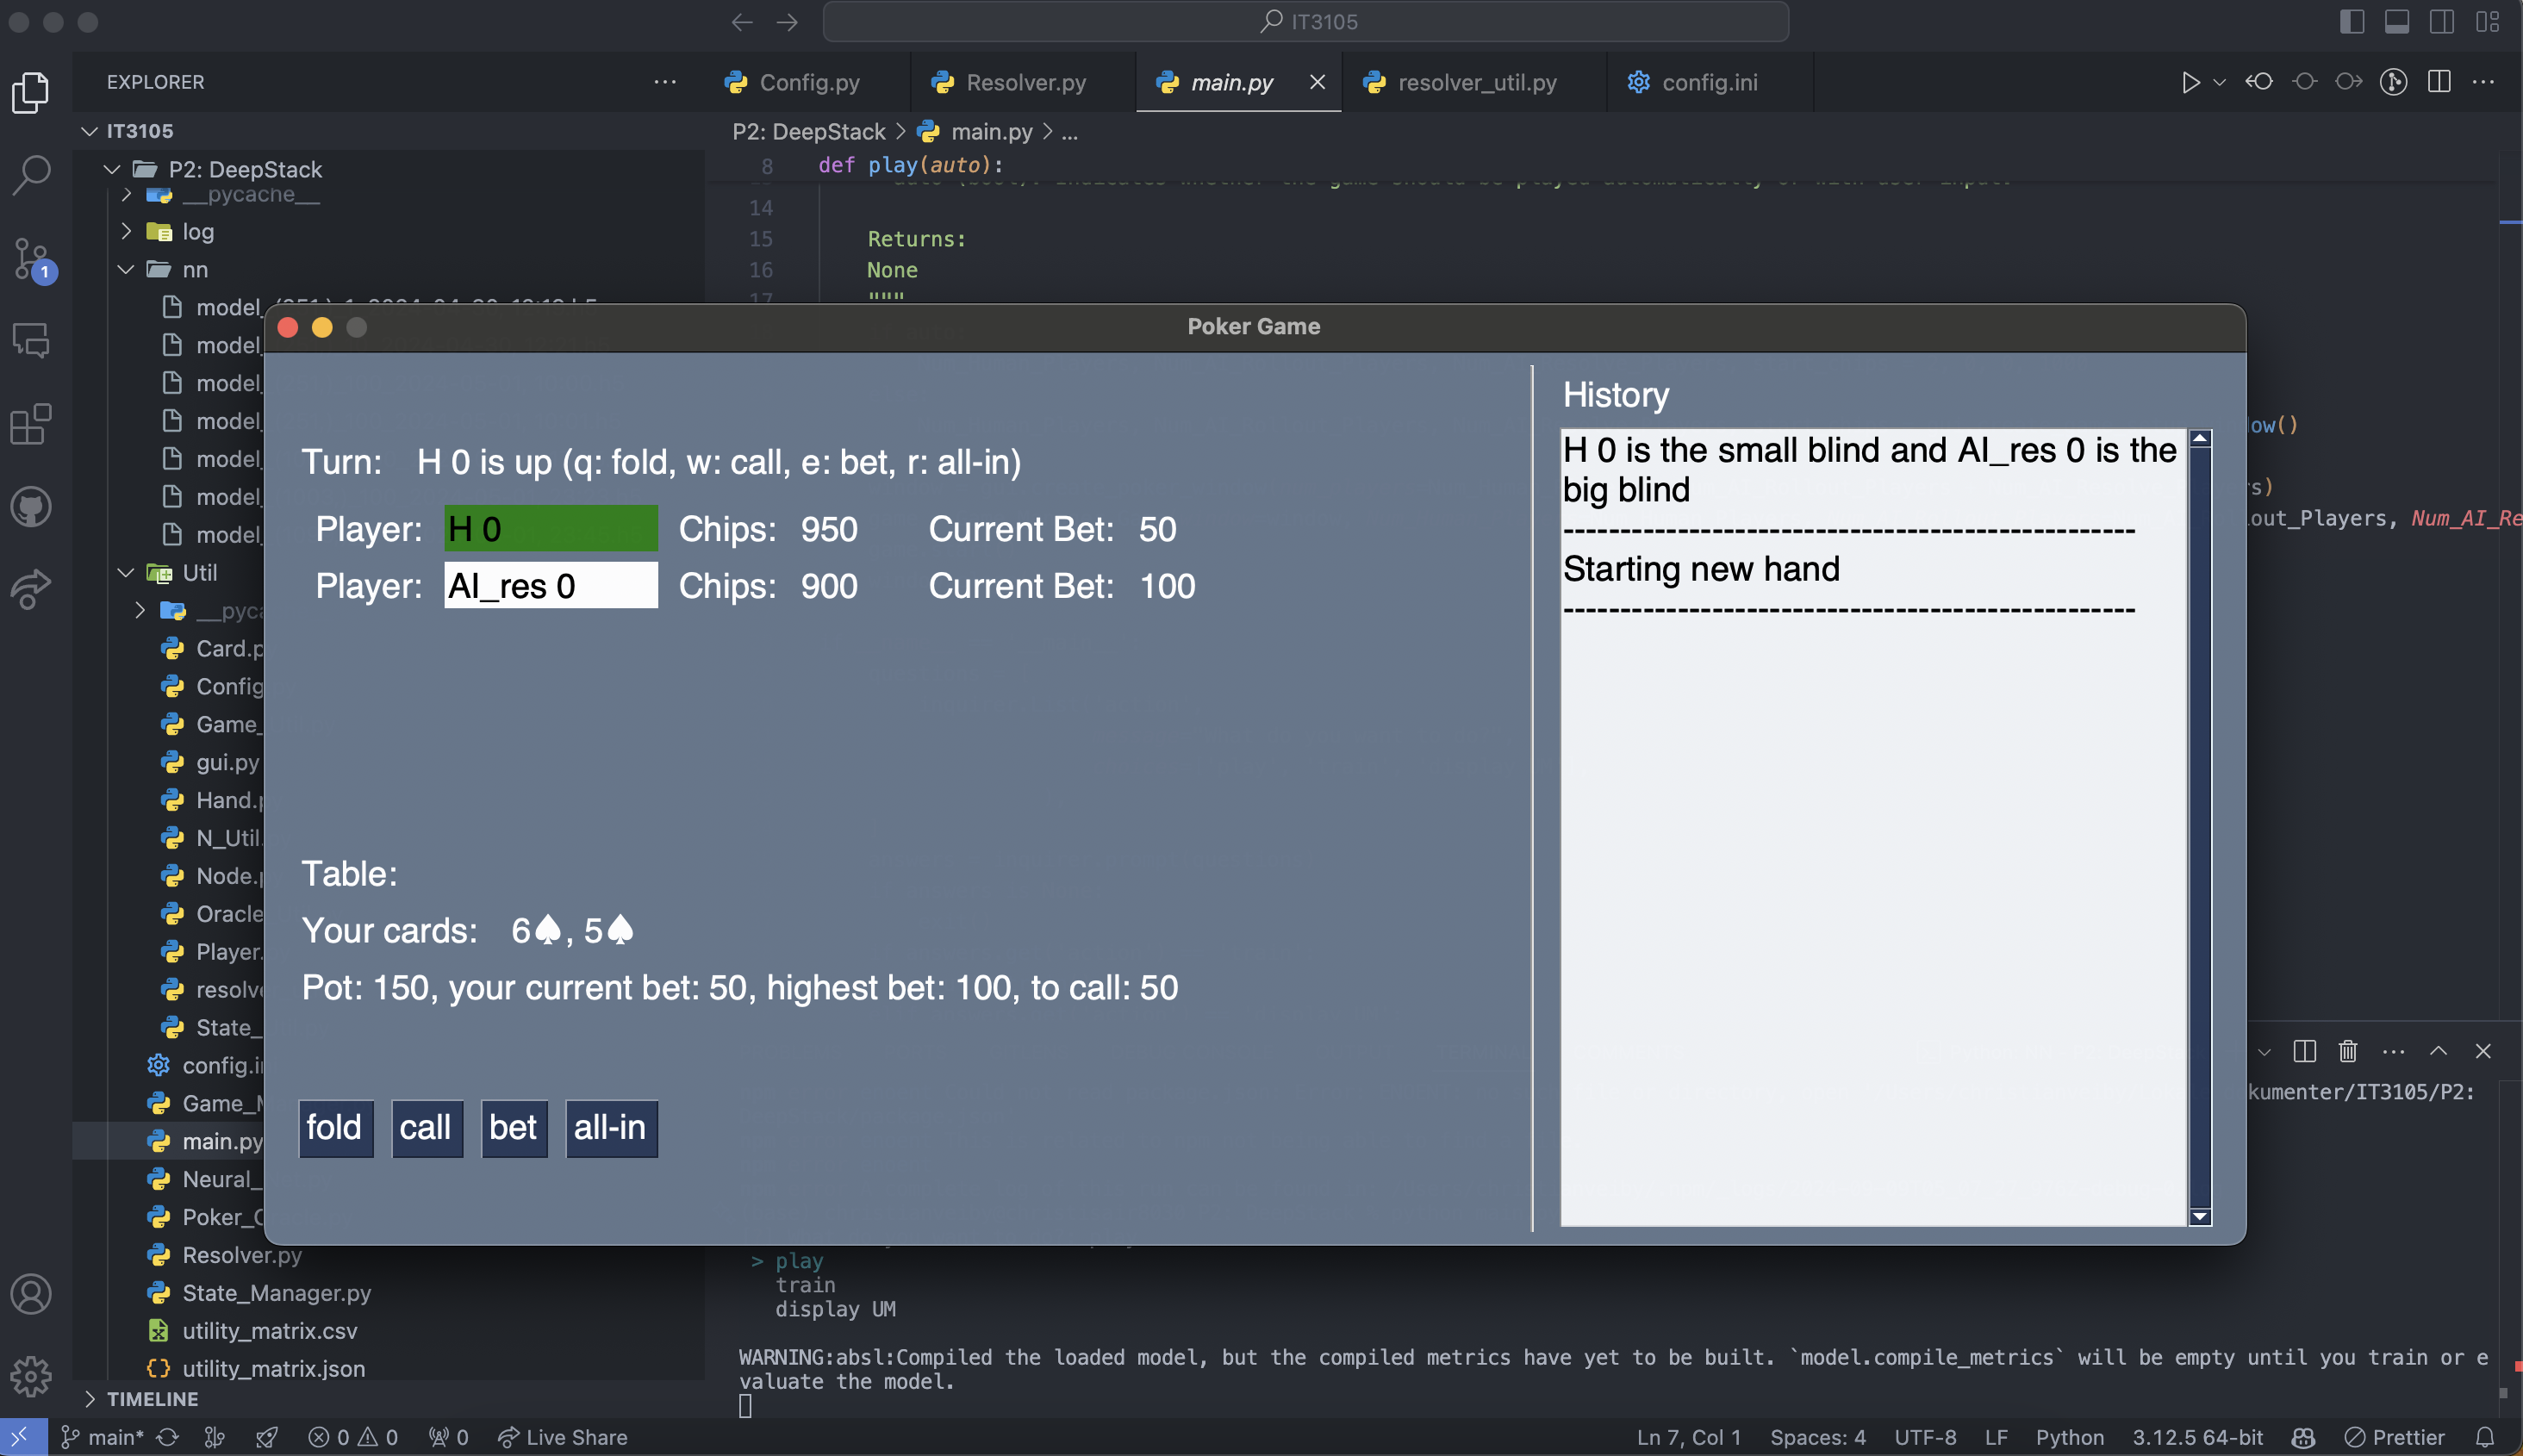 IT3105
EXPLORER
Config.py
Resolver.py
main.py
resolver_util.py
config.ini
IT3105
P2: DeepStack > main.py > ...
P2: DeepStack
__pycache__
log
nn
model_
model_
model_
model_
model_
model_
model_
Util
Card.p
Config
Game_
gui.py
Hand.p
N_Util.
Node.p
Oracle
Player.
resolve
State_
config.i
Game_M
main.py
Neural_
Poker_
Resolver.py
State_Manager.py
utility_matrix.csv
utility_matrix.json
TIMELINE
8 def play(auto):
14
15 Returns:
16 None
17 """
low()
s)
out_Players, Num_AI_Re
Poker Game
Turn: H 0 is up (q: fold, w: call, e: bet, r: all-in)
Player: H 0 Chips: 950 Current Bet: 50
Player: AI_res 0 Chips: 900 Current Bet: 100
Table:
Your cards: 6♠, 5♠
Pot: 150, your current bet: 50, highest bet: 100, to call: 50
fold call bet all-in
History
H 0 is the small blind and AI_res 0 is the
big blind
--------------------------------------------------
Starting new hand
--------------------------------------------------
kumenter/IT3105/P2:
> play
train
display UM
WARNING:absl:Compiled the loaded model, but the compiled metrics have yet to be built. `model.compile_metrics` will be empty until you train or e
valuate the model.
1
main* 0 0 0 Live Share
Ln 7, Col 1 Spaces: 4 UTF-8 LF Python 3.12.5 64-bit Prettier